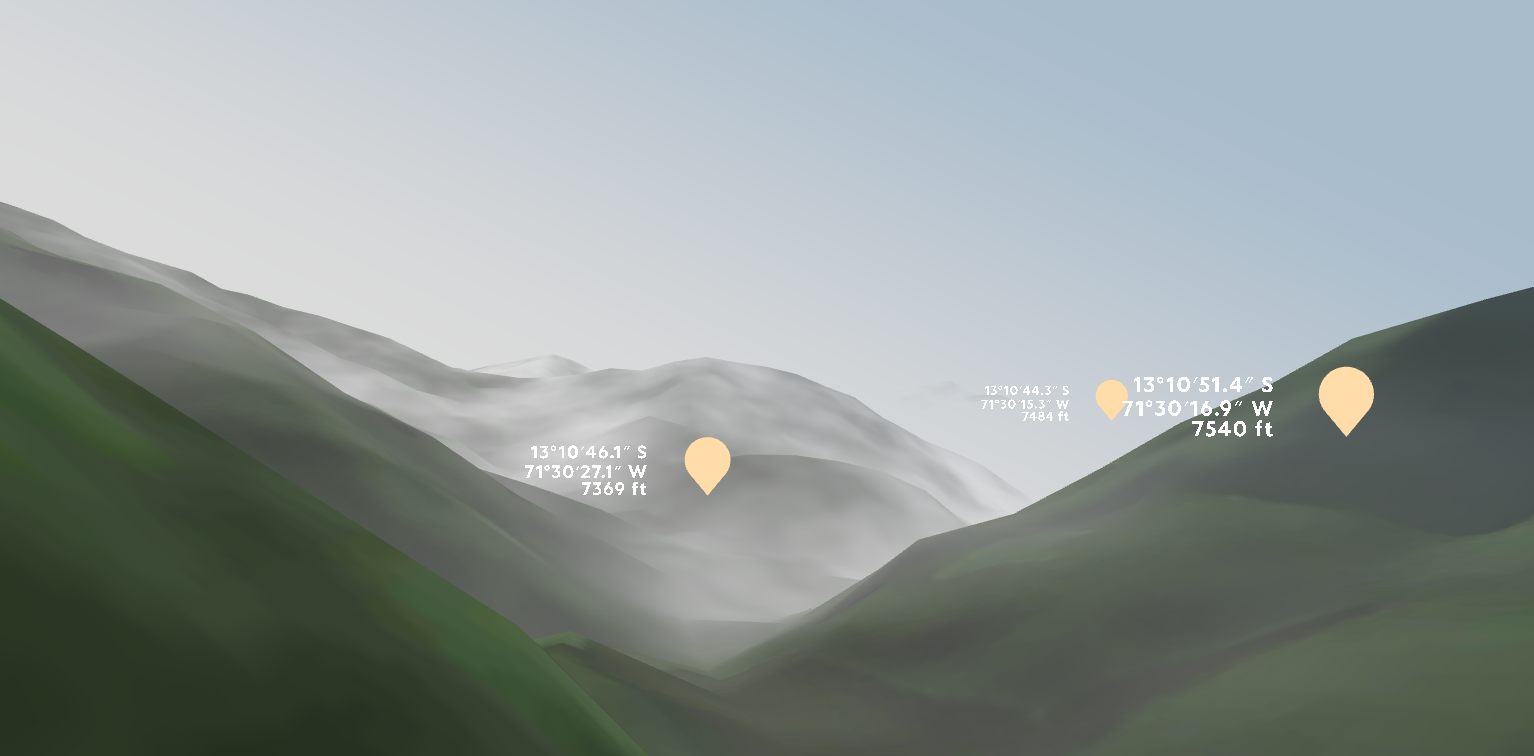 13°10′44.3″ S
71°30′15.3″ W
7484 ft
13°10′51.4″ S
71°30′16.9″ W
7540 ft
13°10′46.1″ S
71°30′27.1″ W
7369 ft